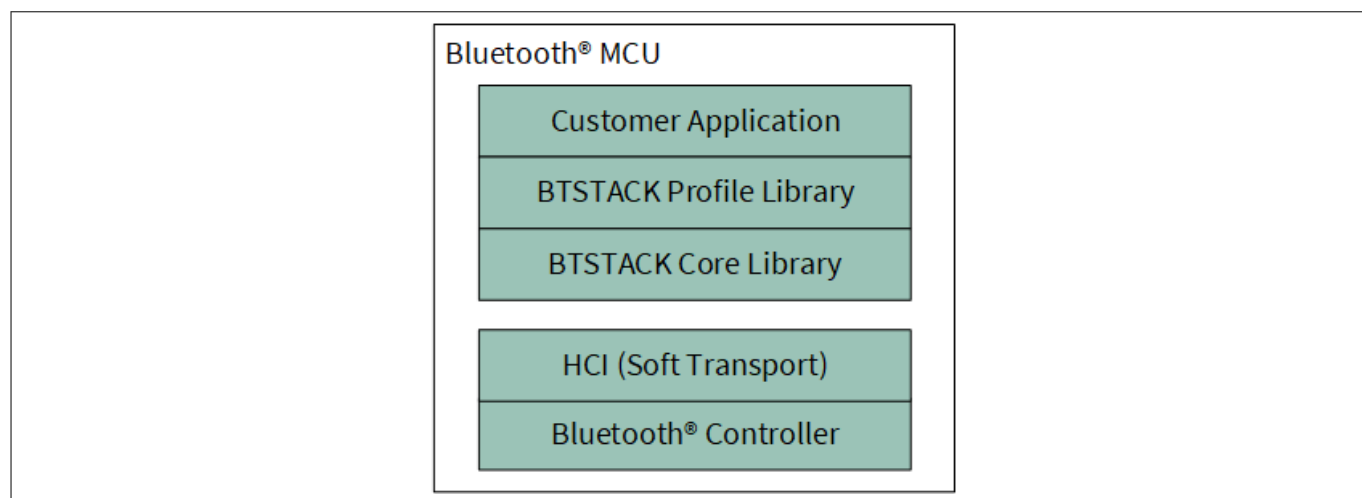 Bluetooth® MCU
Customer Application
BTSTACK Profile Library
BTSTACK Core Library
HCI (Soft Transport)
Bluetooth® Controller